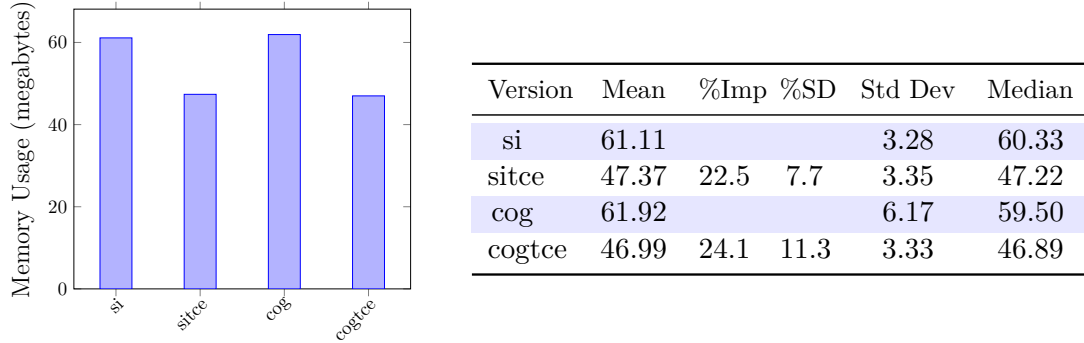 Memory Usage (megabytes)
60
40
20
0
si
sitce
cog
cogtce
Version Mean %Imp %SD Std Dev Median
si 61.11 3.28 60.33
sitce 47.37 22.5 7.7 3.35 47.22
cog 61.92 6.17 59.50
cogtce 46.99 24.1 11.3 3.33 46.89